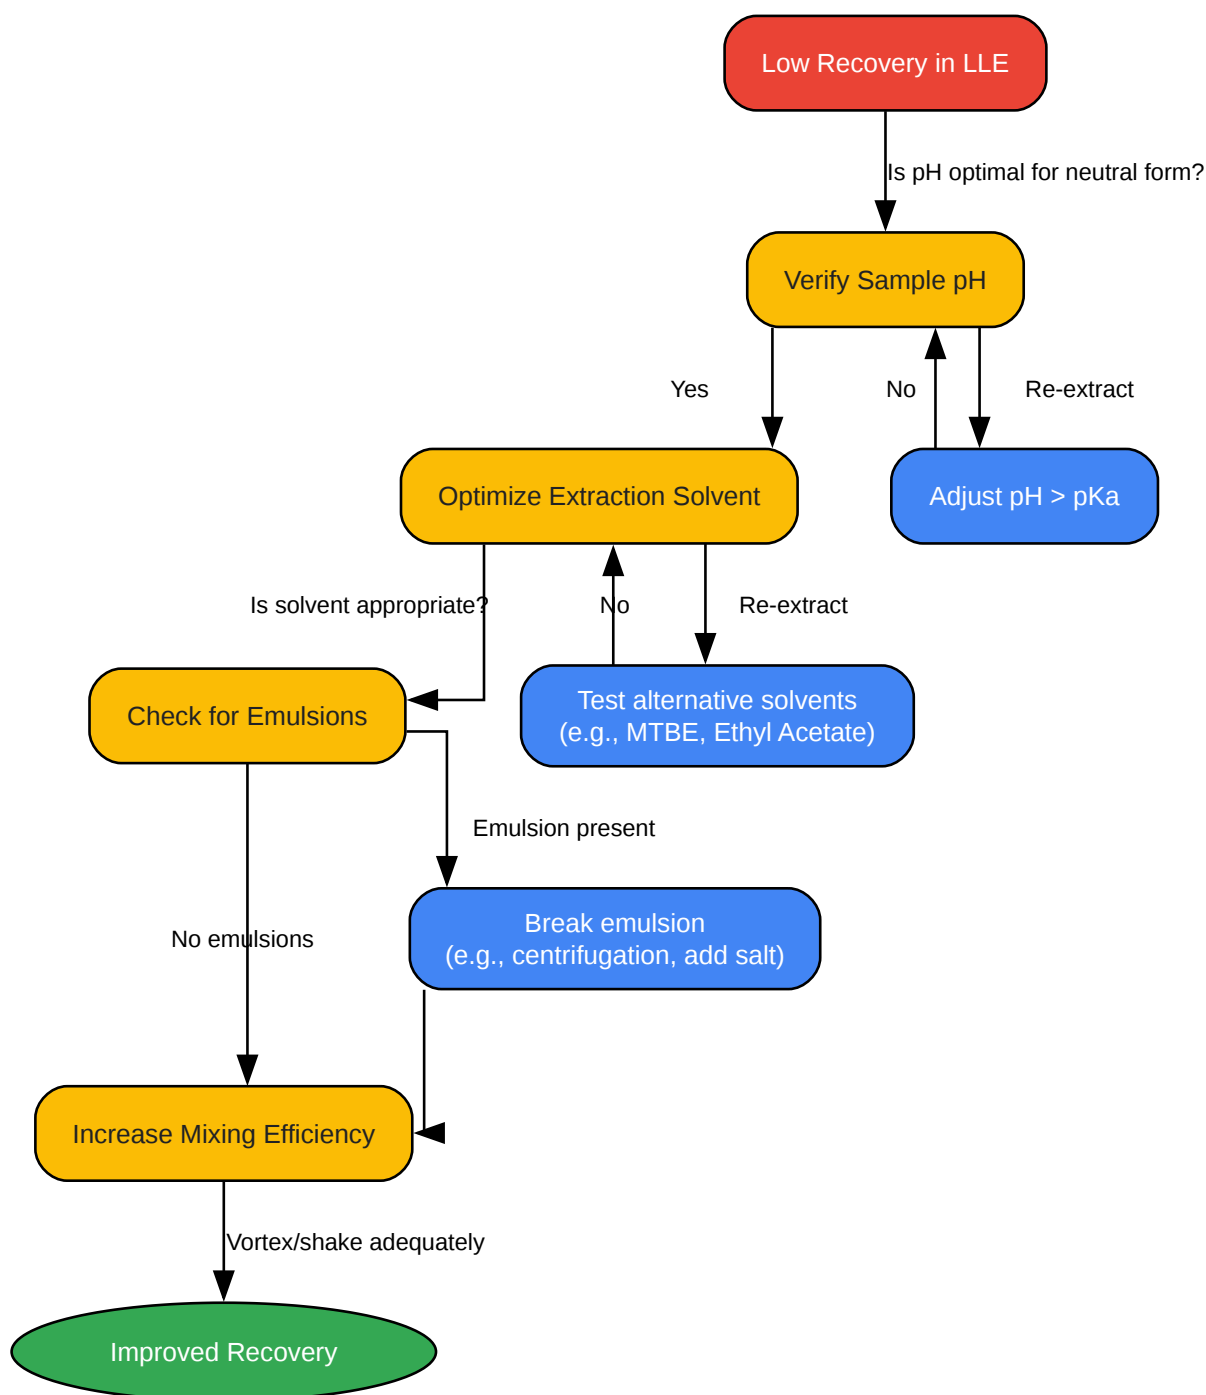 Low Recovery in LLE
Is pH optimal for neutral form?
Verify Sample pH
Yes
No
Re-extract
Optimize Extraction Solvent
Adjust pH > pKa
Is solvent appropriate?
No
Re-extract
Check for Emulsions
Test alternative solvents
(e.g., MTBE, Ethyl Acetate)
Emulsion present
Break emulsion
(e.g., centrifugation, add salt)
No emulsions
Increase Mixing Efficiency
Vortex/shake adequately
Improved Recovery